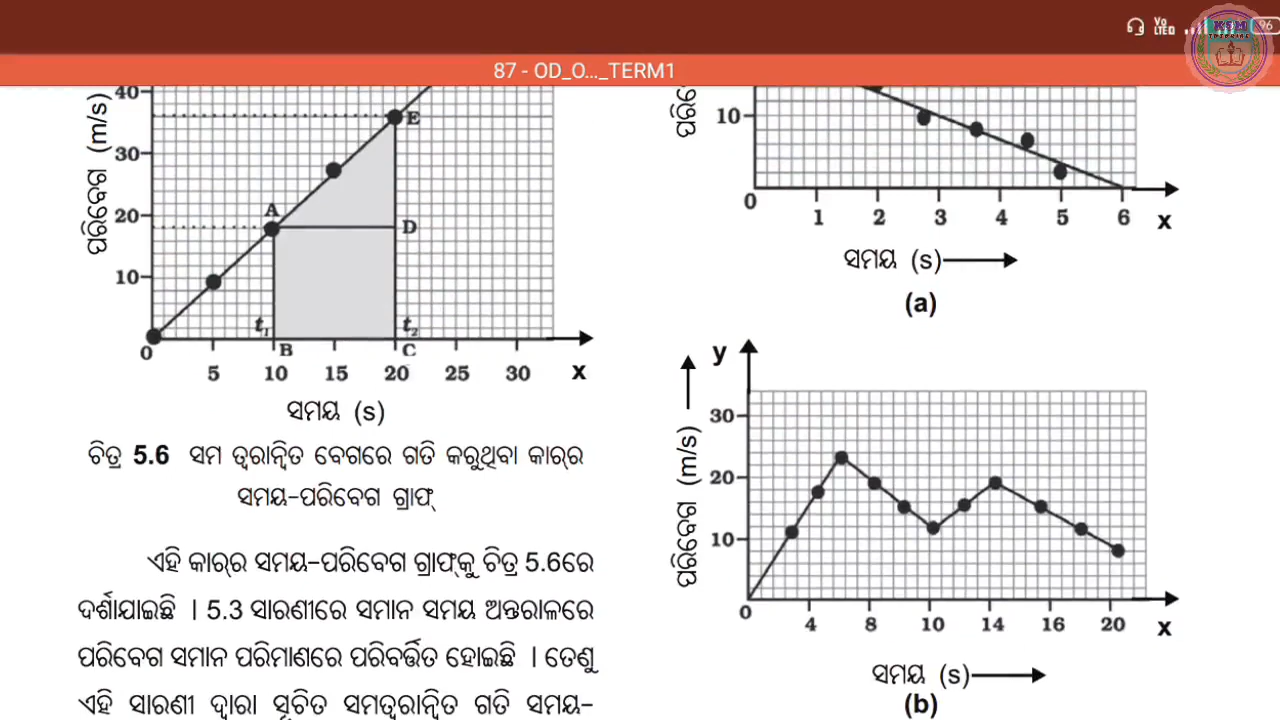 Vo
LTE
96
KSM
87 - OD_O..._TERM1
40
30
20
10
0
ପରିବେଗ (m/s)
A
E
D
t₁
t₂
B
C
5 10 15 20 25 30 x
ସମୟ (s)
ଚିତ୍ର 5.6 ସମ ତ୍ୱରାନ୍ୱିତ ବେଗରେ ଗତି କରୁଥିବା କାର୍‌ର
ସମୟ-ପରିବେଗ ଗ୍ରାଫ୍
ଏହି କାର୍‌ର ସମୟ-ପରିବେଗ ଗ୍ରାଫ୍‌କୁ ଚିତ୍ର 5.6ରେ
ଦର୍ଶାଯାଇଛି । 5.3 ସାରଣୀରେ ସମାନ ସମୟ ଅନ୍ତରାଳରେ
ପରିବେଗ ସମାନ ପରିମାଣରେ ପରିବର୍ତ୍ତିତ ହୋଇଛି । ତେଣୁ
ଏହି ସାରଣୀ ଦ୍ୱାରା ସୂଚିତ ସମତ୍ୱରାନ୍ୱିତ ଗତି ସମୟ-
10
0 1 2 3 4 5 6 x
ସମୟ (s)
(a)
y
30
20
10
ପରିବେଗ (m/s)
0 4 8 10 14 16 20 x
ସମୟ (s)
(b)